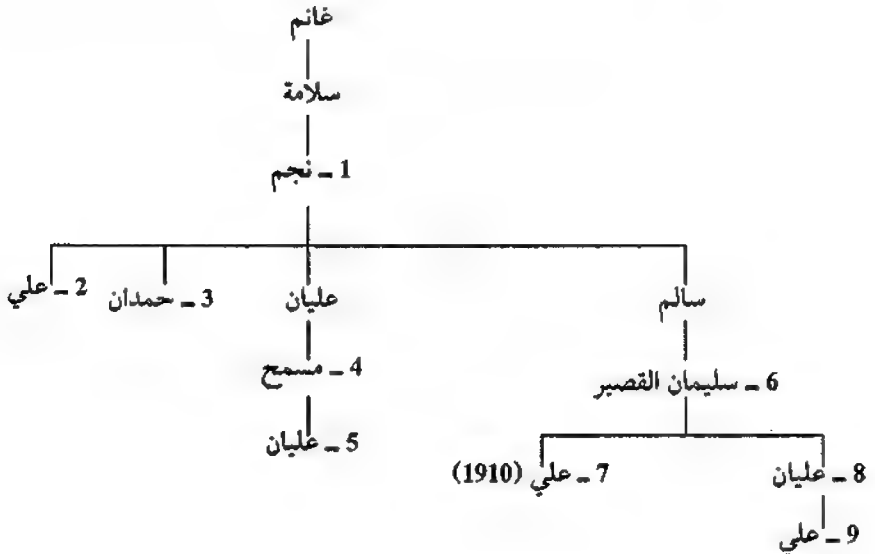 غانم
سلامة
1 ـ نجم
سالم
عليان
3 ـ حمدان
2 ـ علي
6 ـ سليمان القصير
4 ـ مسمح
5 ـ عليان
8 ـ عليان
7 ـ علي (1910)
9 ـ علي